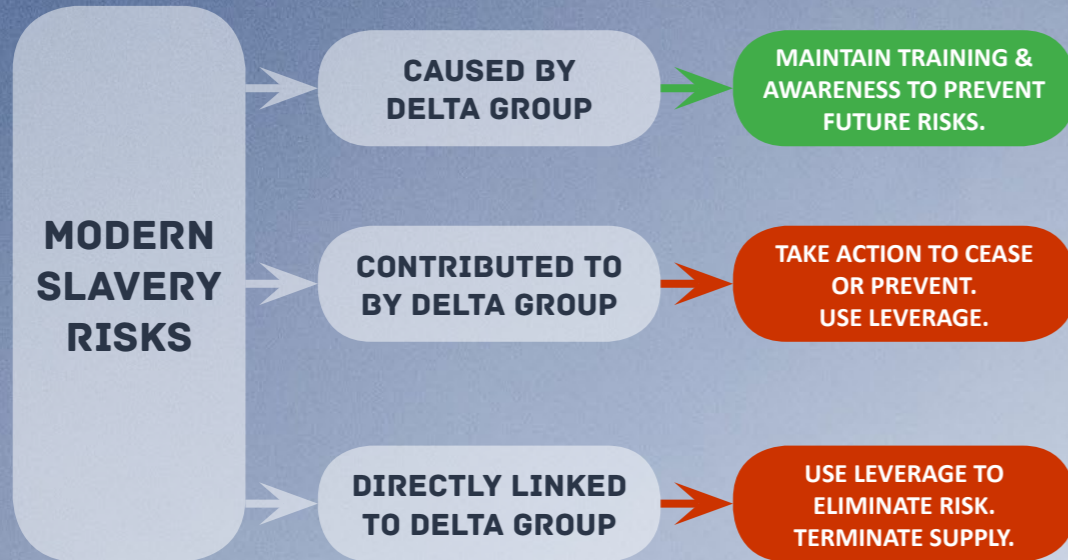 MODERN
SLAVERY
RISKS
CAUSED BY
DELTA GROUP
MAINTAIN TRAINING &
AWARENESS TO PREVENT
FUTURE RISKS.
CONTRIBUTED TO
BY DELTA GROUP
TAKE ACTION TO CEASE
OR PREVENT.
USE LEVERAGE.
DIRECTLY LINKED
TO DELTA GROUP
USE LEVERAGE TO
ELIMINATE RISK.
TERMINATE SUPPLY.